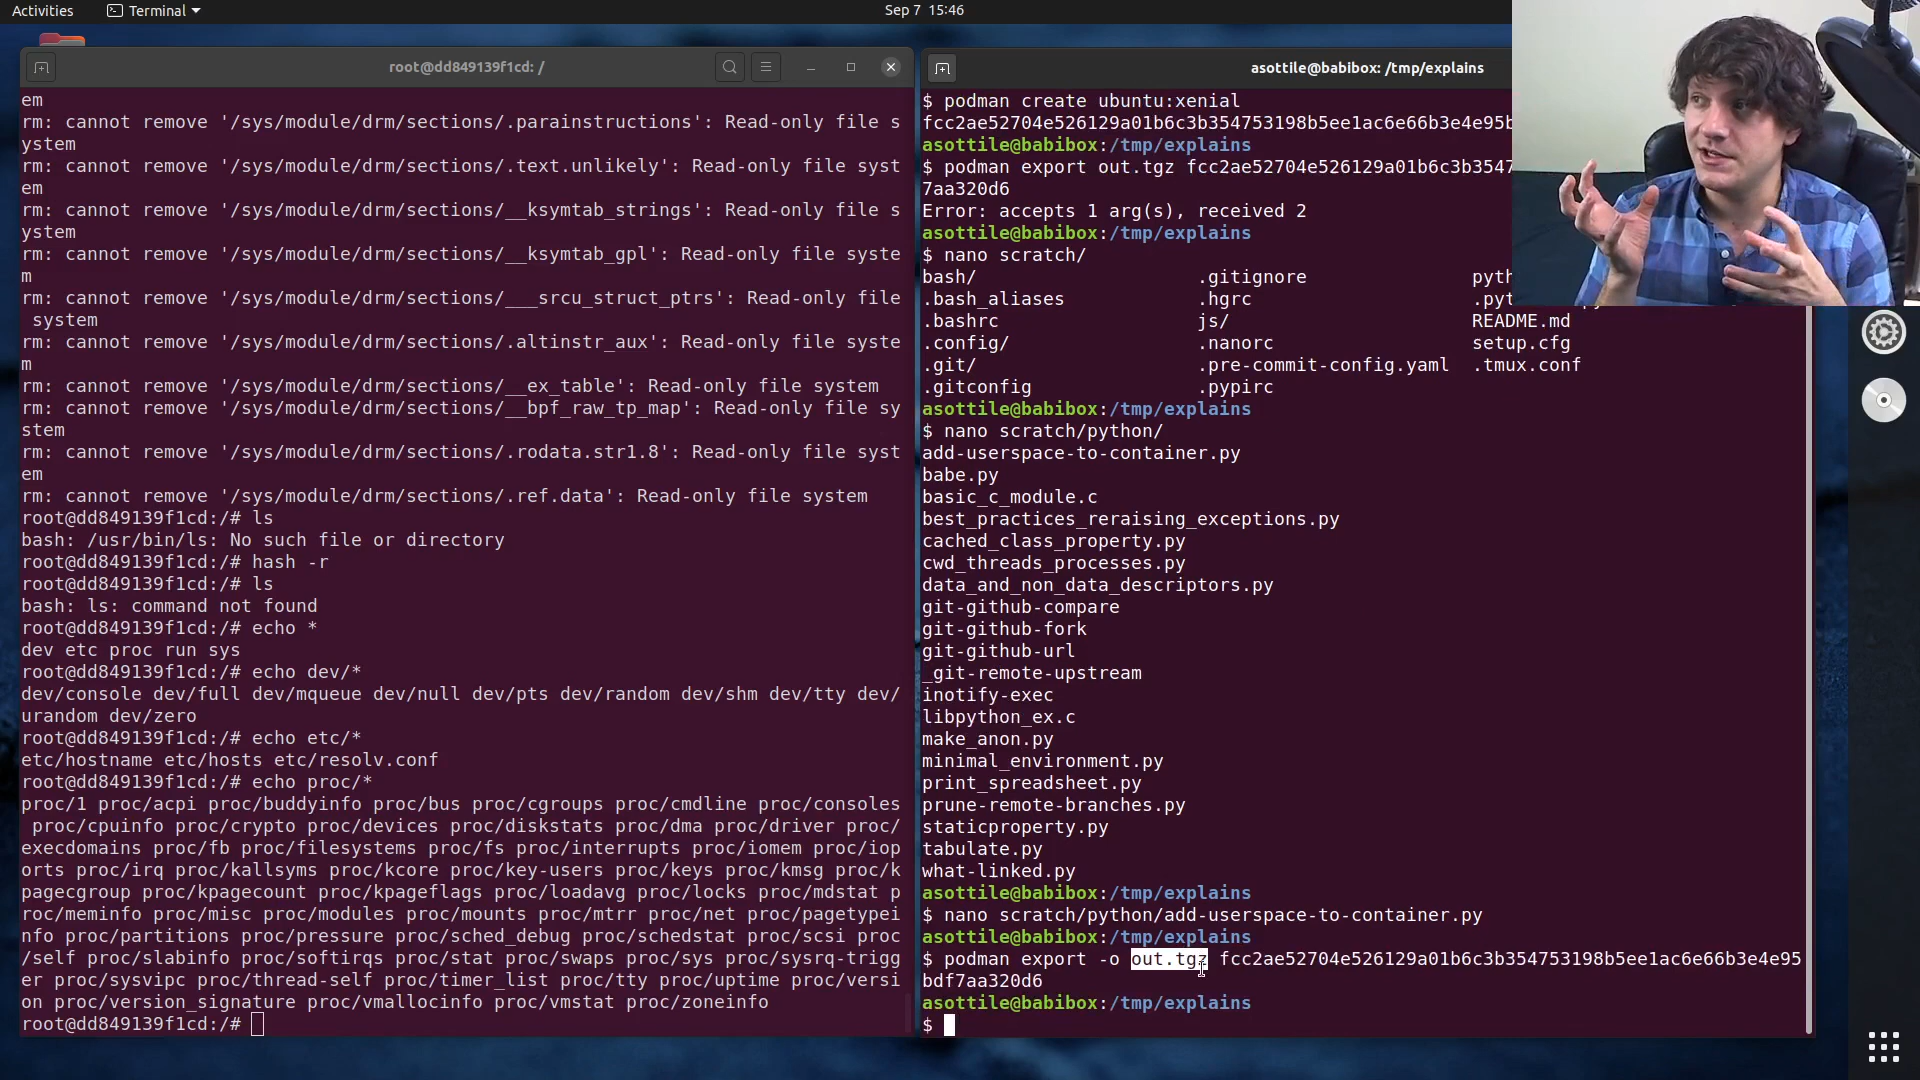 Activities
Terminal
Sep 7 15:46
root@dd849139f1cd: /
em
rm: cannot remove '/sys/module/drm/sections/.parainstructions': Read-only file s
ystem
rm: cannot remove '/sys/module/drm/sections/.text.unlikely': Read-only file syst
em
rm: cannot remove '/sys/module/drm/sections/__ksymtab_strings': Read-only file s
ystem
rm: cannot remove '/sys/module/drm/sections/__ksymtab_gpl': Read-only file syste
m
rm: cannot remove '/sys/module/drm/sections/___srcu_struct_ptrs': Read-only file
 system
rm: cannot remove '/sys/module/drm/sections/.altinstr_aux': Read-only file syste
m
rm: cannot remove '/sys/module/drm/sections/__ex_table': Read-only file system
rm: cannot remove '/sys/module/drm/sections/__bpf_raw_tp_map': Read-only file sy
stem
rm: cannot remove '/sys/module/drm/sections/.rodata.str1.8': Read-only file syst
em
rm: cannot remove '/sys/module/drm/sections/.ref.data': Read-only file system
root@dd849139f1cd:/# ls
bash: /usr/bin/ls: No such file or directory
root@dd849139f1cd:/# hash -r
root@dd849139f1cd:/# ls
bash: ls: command not found
root@dd849139f1cd:/# echo *
dev etc proc run sys
root@dd849139f1cd:/# echo dev/*
dev/console dev/full dev/mqueue dev/null dev/pts dev/random dev/shm dev/tty dev/
urandom dev/zero
root@dd849139f1cd:/# echo etc/*
etc/hostname etc/hosts etc/resolv.conf
root@dd849139f1cd:/# echo proc/*
proc/1 proc/acpi proc/buddyinfo proc/bus proc/cgroups proc/cmdline proc/consoles
 proc/cpuinfo proc/crypto proc/devices proc/diskstats proc/dma proc/driver proc/
execdomains proc/fb proc/filesystems proc/fs proc/interrupts proc/iomem proc/iop
orts proc/irq proc/kallsyms proc/kcore proc/key-users proc/keys proc/kmsg proc/k
pagecgroup proc/kpagecount proc/kpageflags proc/loadavg proc/locks proc/mdstat p
roc/meminfo proc/misc proc/modules proc/mounts proc/mtrr proc/net proc/pagetypei
nfo proc/partitions proc/pressure proc/sched_debug proc/schedstat proc/scsi proc
/self proc/slabinfo proc/softirqs proc/stat proc/swaps proc/sys proc/sysrq-trigg
er proc/sysvipc proc/thread-self proc/timer_list proc/tty proc/uptime proc/versi
on proc/version_signature proc/vmallocinfo proc/vmstat proc/zoneinfo
root@dd849139f1cd:/#
asottile@babibox: /tmp/explains
$ podman create ubuntu:xenial
fcc2ae52704e526129a01b6c3b354753198b5ee1ac6e66b3e4e95b
asottile@babibox:/tmp/explains
$ podman export out.tgz fcc2ae52704e526129a01b6c3b3547
7aa320d6
Error: accepts 1 arg(s), received 2
asottile@babibox:/tmp/explains
$ nano scratch/
bash/ .gitignore pyth
.bash_aliases .hgrc .pyt
.bashrc js/ README.md
.config/ .nanorc setup.cfg
.git/ .pre-commit-config.yaml .tmux.conf
.gitconfig .pypirc
asottile@babibox:/tmp/explains
$ nano scratch/python/
add-userspace-to-container.py
babe.py
basic_c_module.c
best_practices_reraising_exceptions.py
cached_class_property.py
cwd_threads_processes.py
data_and_non_data_descriptors.py
git-github-compare
git-github-fork
git-github-url
_git-remote-upstream
inotify-exec
libpython_ex.c
make_anon.py
minimal_environment.py
print_spreadsheet.py
prune-remote-branches.py
staticproperty.py
tabulate.py
what-linked.py
asottile@babibox:/tmp/explains
$ nano scratch/python/add-userspace-to-container.py
asottile@babibox:/tmp/explains
$ podman export -o out.tgz fcc2ae52704e526129a01b6c3b354753198b5ee1ac6e66b3e4e95
bdf7aa320d6
asottile@babibox:/tmp/explains
$